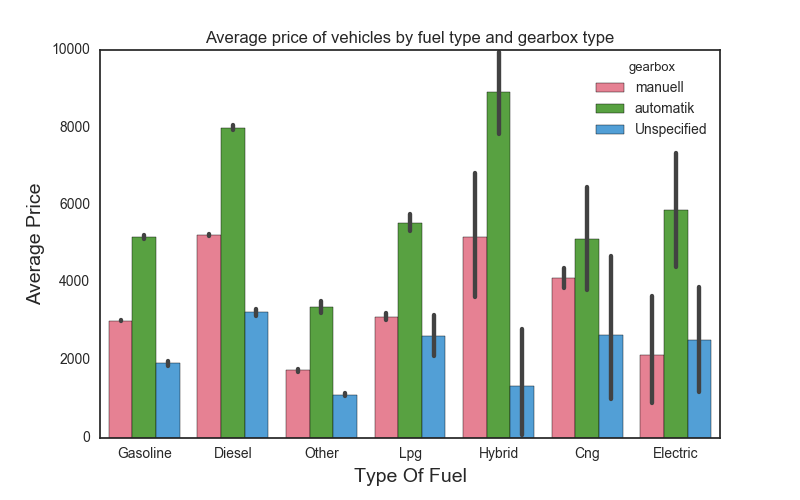 Average price of vehicles by fuel type and gearbox type
10000
8000
6000
4000
2000
0
Average Price
gearbox
manuell
automatik
Unspecified
Gasoline Diesel Other Lpg Hybrid Cng Electric
Type Of Fuel